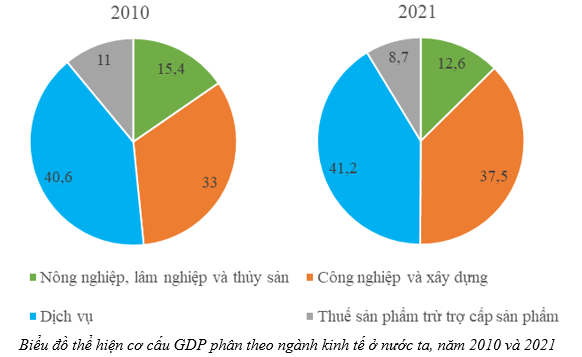 2010 2021
11 15,4 8,7 12,6
40,6 33 41,2 37,5
Nông nghiệp, lâm nghiệp và thủy sản Công nghiệp và xây dựng
Dịch vụ Thuế sản phẩm trừ trợ cấp sản phẩm
Biểu đồ thể hiện cơ cấu GDP phân theo ngành kinh tế ở nước ta, năm 2010 và 2021